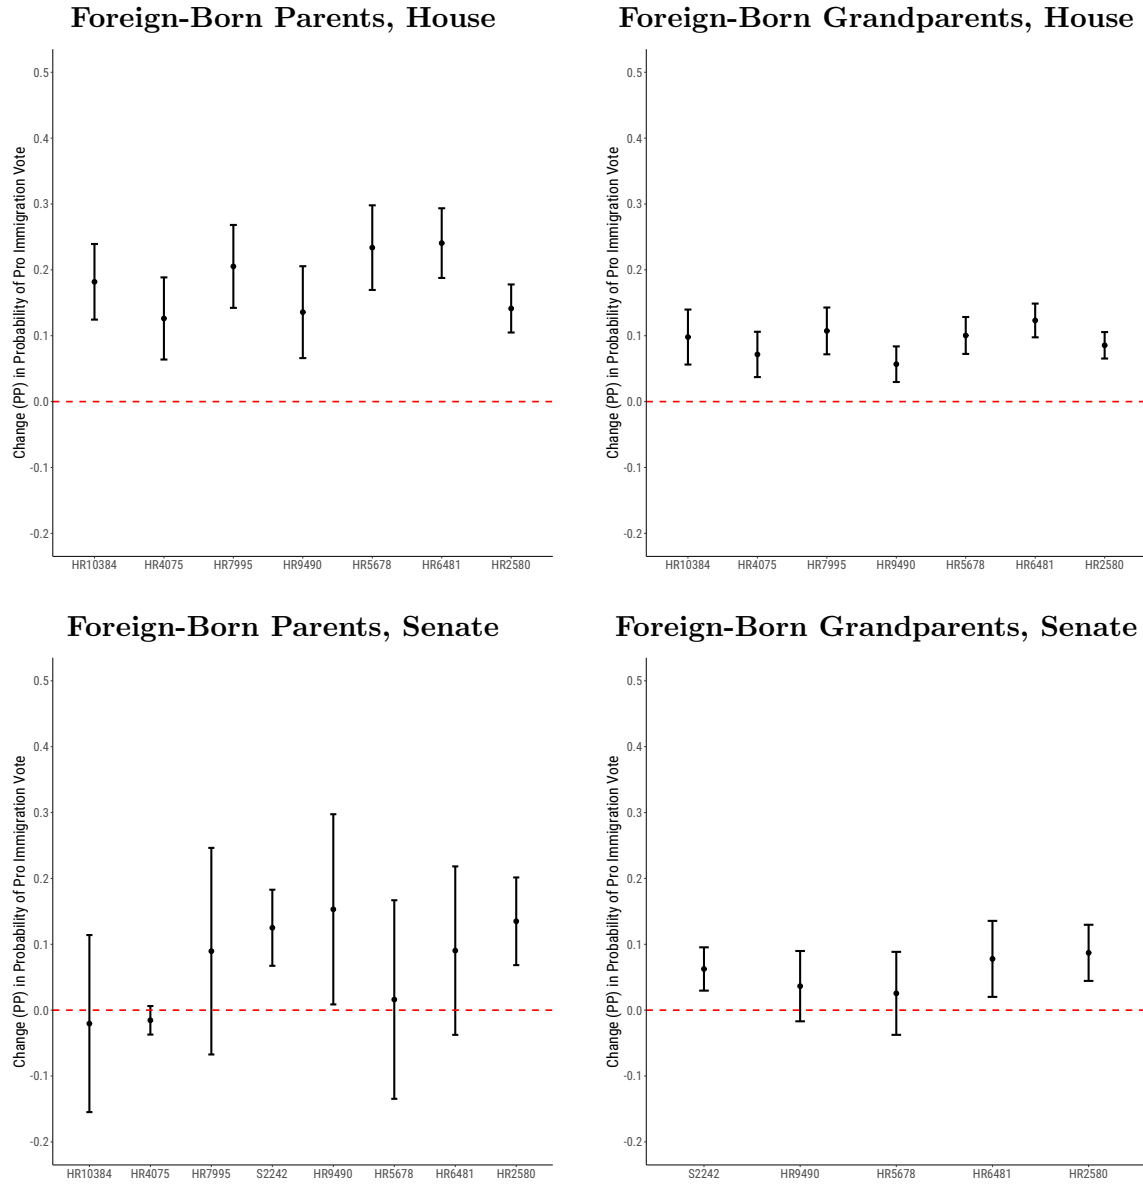 Foreign-Born Parents, House
Change (PP) in Probability of Pro Immigration Vote
0.5
0.4
0.3
0.2
0.1
0.0
-0.1
-0.2
HR10384 HR4075 HR7995 HR9490 HR5678 HR6481 HR2580
Foreign-Born Grandparents, House
Change (PP) in Probability of Pro Immigration Vote
0.5
0.4
0.3
0.2
0.1
0.0
-0.1
-0.2
HR10384 HR4075 HR7995 HR9490 HR5678 HR6481 HR2580
Foreign-Born Parents, Senate
Change (PP) in Probability of Pro Immigration Vote
0.5
0.4
0.3
0.2
0.1
0.0
-0.1
-0.2
HR10384 HR4075 HR7995 S2242 HR9490 HR5678 HR6481 HR2580
Foreign-Born Grandparents, Senate
Change (PP) in Probability of Pro Immigration Vote
0.5
0.4
0.3
0.2
0.1
0.0
-0.1
-0.2
S2242 HR9490 HR5678 HR6481 HR2580